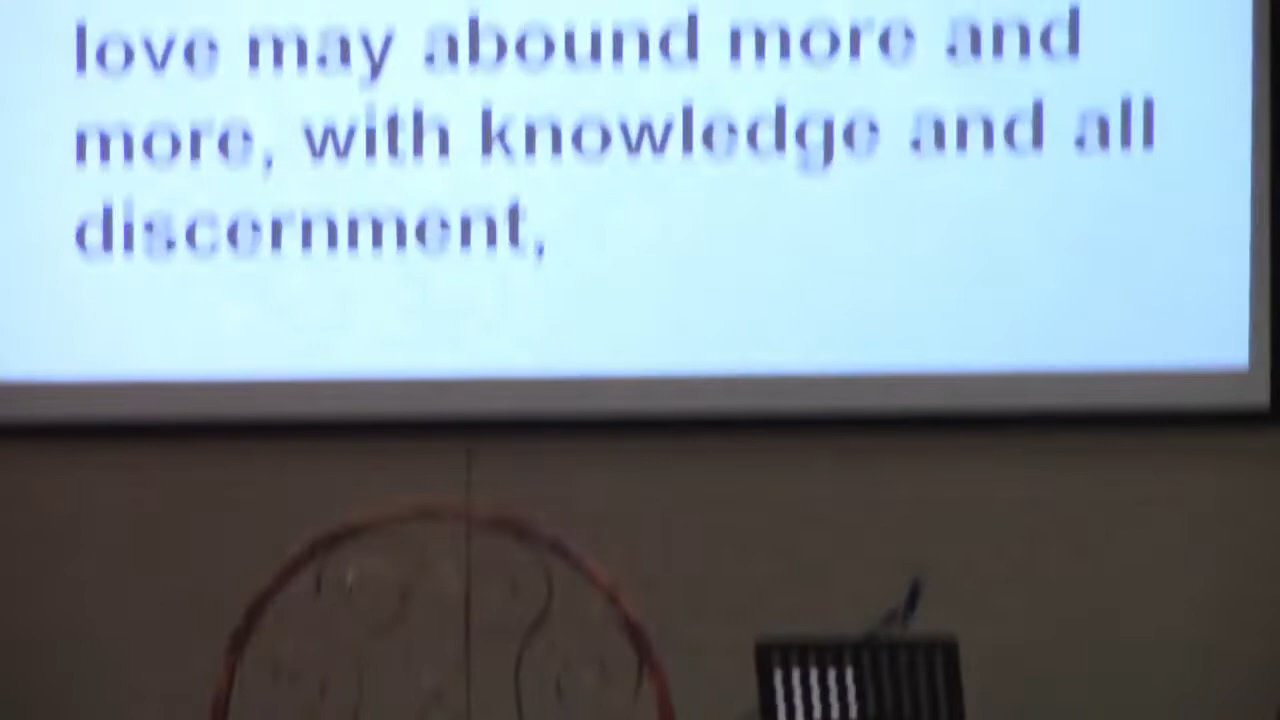 love may abound more and
more, with knowledge and all
discernment,